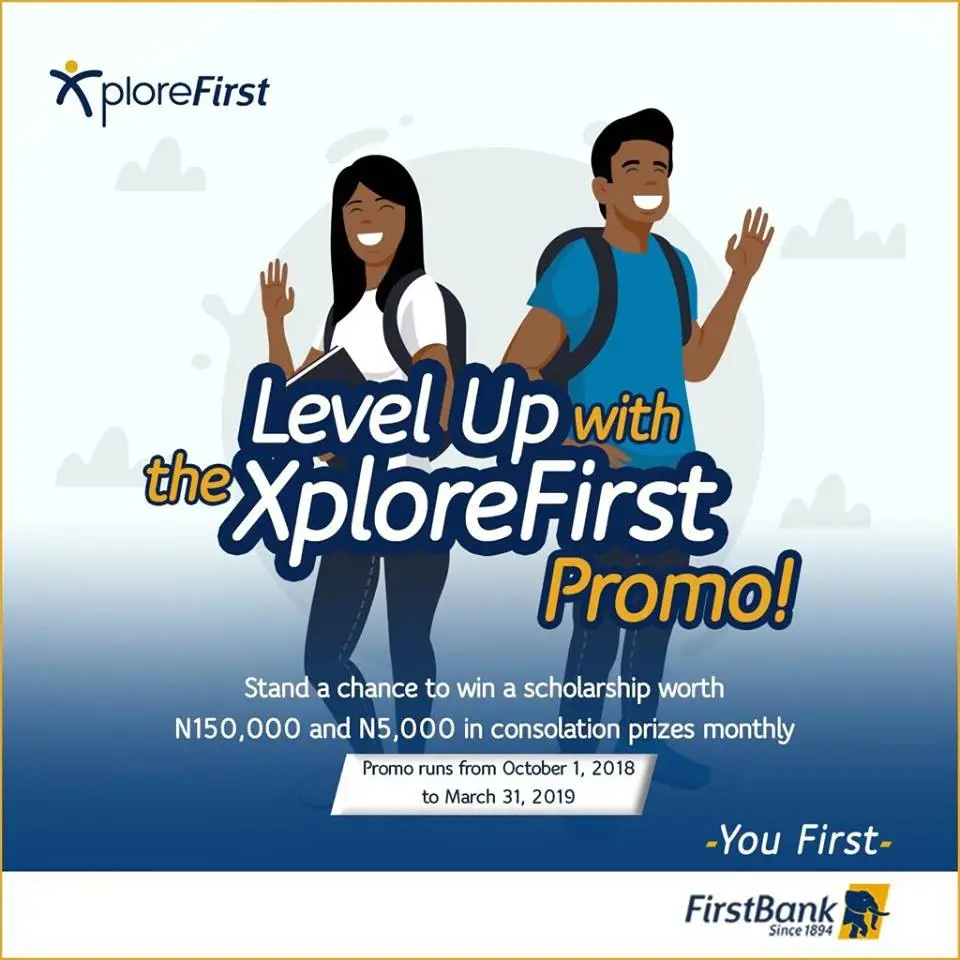 XploreFirst
Level Up with
the XploreFirst
Promo!
Stand a chance to win a scholarship worth
N150,000 and N5,000 in consolation prizes monthly
Promo runs from October 1, 2018
to March 31, 2019
-You First-
FirstBank
Since 1894